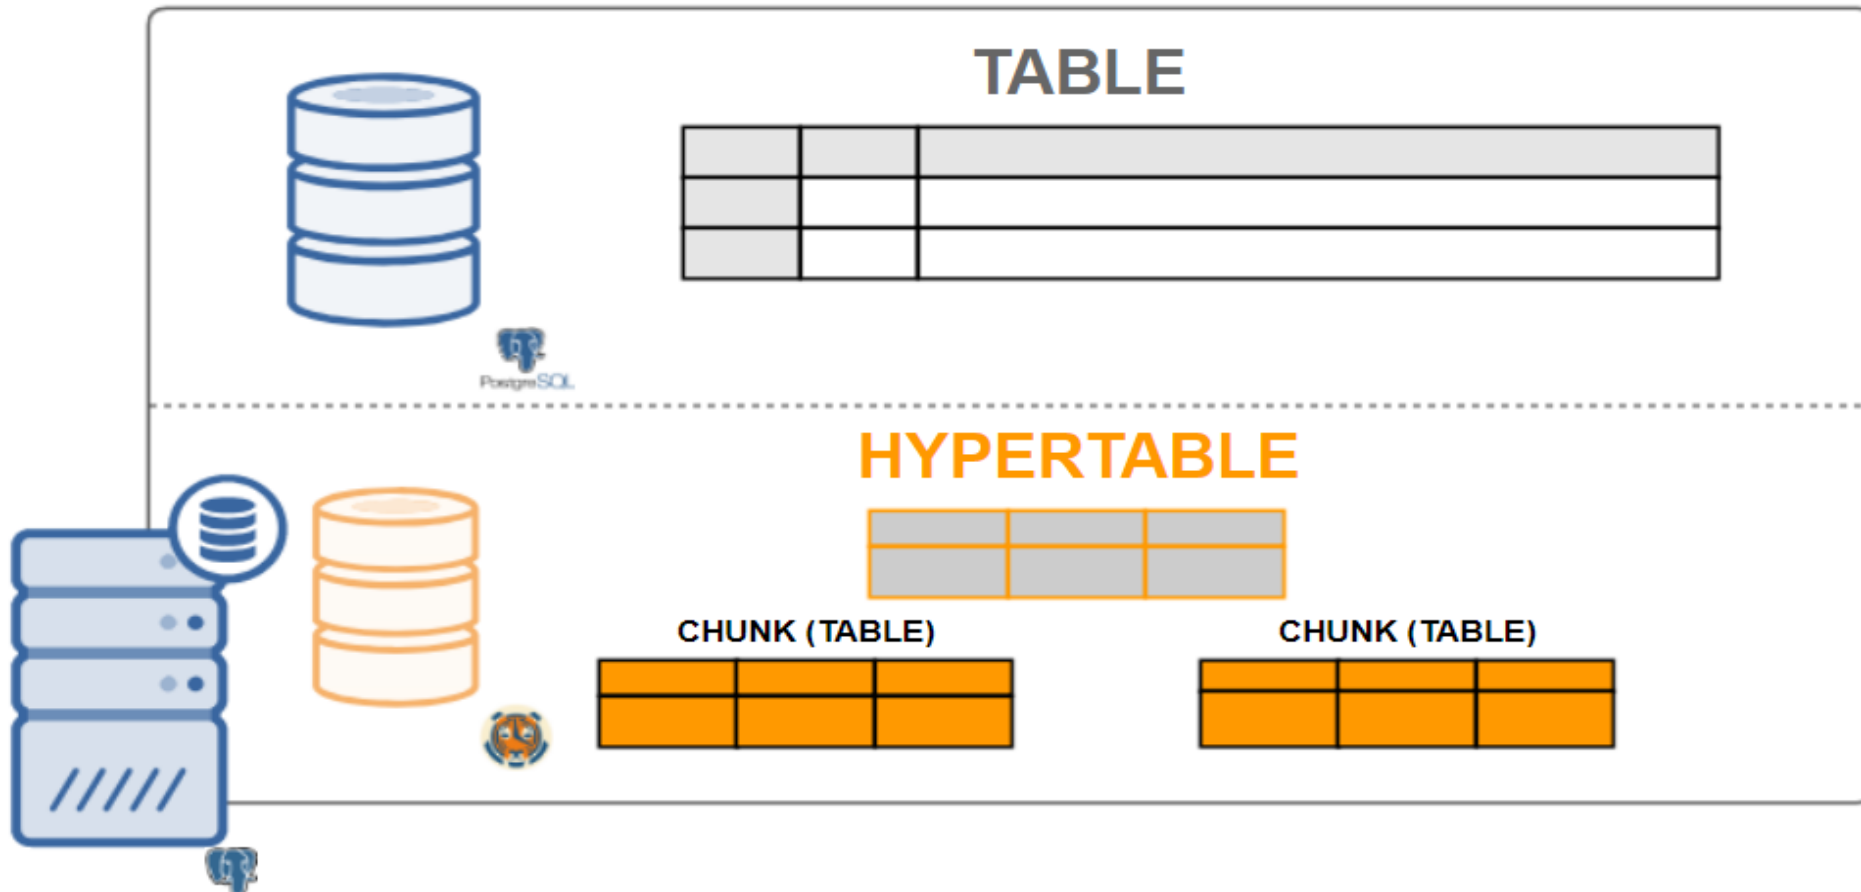 TABLE
PostgreSQL
HYPERTABLE
CHUNK (TABLE)
CHUNK (TABLE)